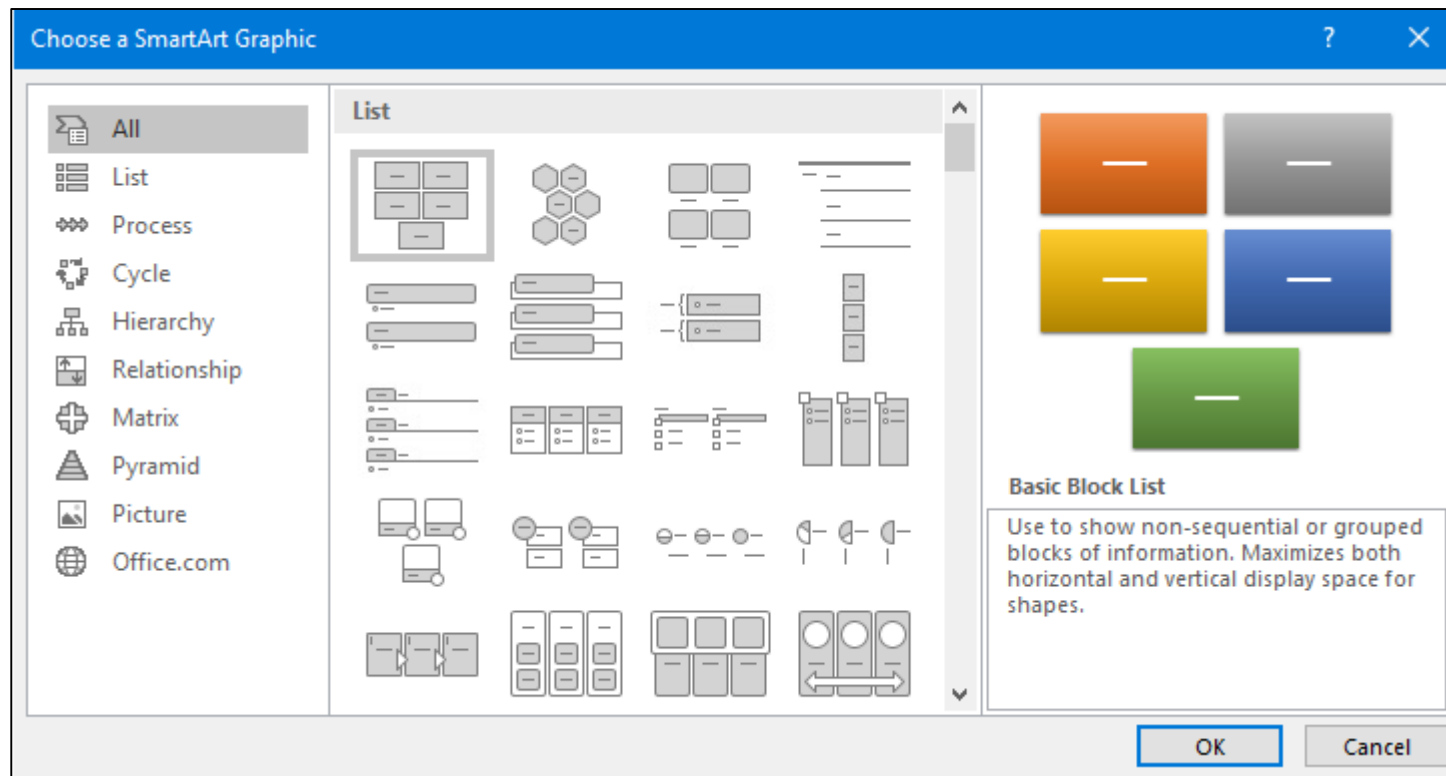 Choose a SmartArt Graphic
?
All
List
Process
Cycle
Hierarchy
Relationship
Matrix
Pyramid
Picture
Office.com
List
Basic Block List
Use to show non-sequential or grouped
blocks of information. Maximizes both
horizontal and vertical display space for
shapes.
OK
Cancel